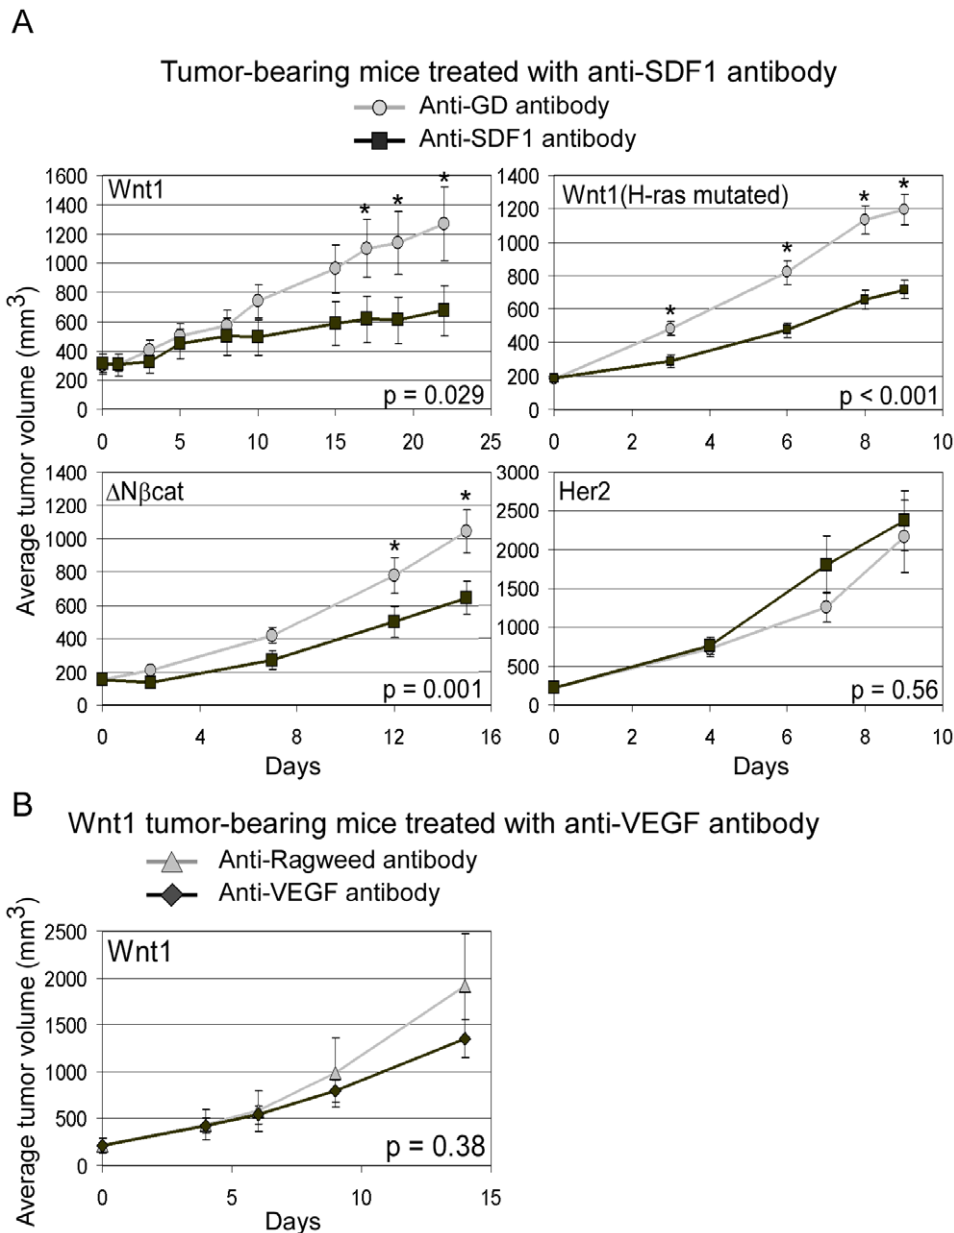 A
Tumor-bearing mice treated with anti-SDF1 antibody
Anti-GD antibody
Anti-SDF1 antibody
Average tumor volume (mm³)
Wnt1
1600
1400
1200
1000
800
600
400
200
0
* * *
p = 0.029
0 5 10 15 20 25
Wnt1(H-ras mutated)
1400
1200
1000
800
600
400
200
0
* * * *
p < 0.001
0 2 4 6 8 10
ΔNβcat
1400
1200
1000
800
600
400
200
0
* *
p = 0.001
0 4 8 12 16
Days
Her2
3000
2500
2000
1500
1000
500
0
p = 0.56
0 2 4 6 8 10
Days
B
Wnt1 tumor-bearing mice treated with anti-VEGF antibody
Anti-Ragweed antibody
Anti-VEGF antibody
Average tumor volume (mm³)
Wnt1
2500
2000
1500
1000
500
0
p = 0.38
0 5 10 15
Days